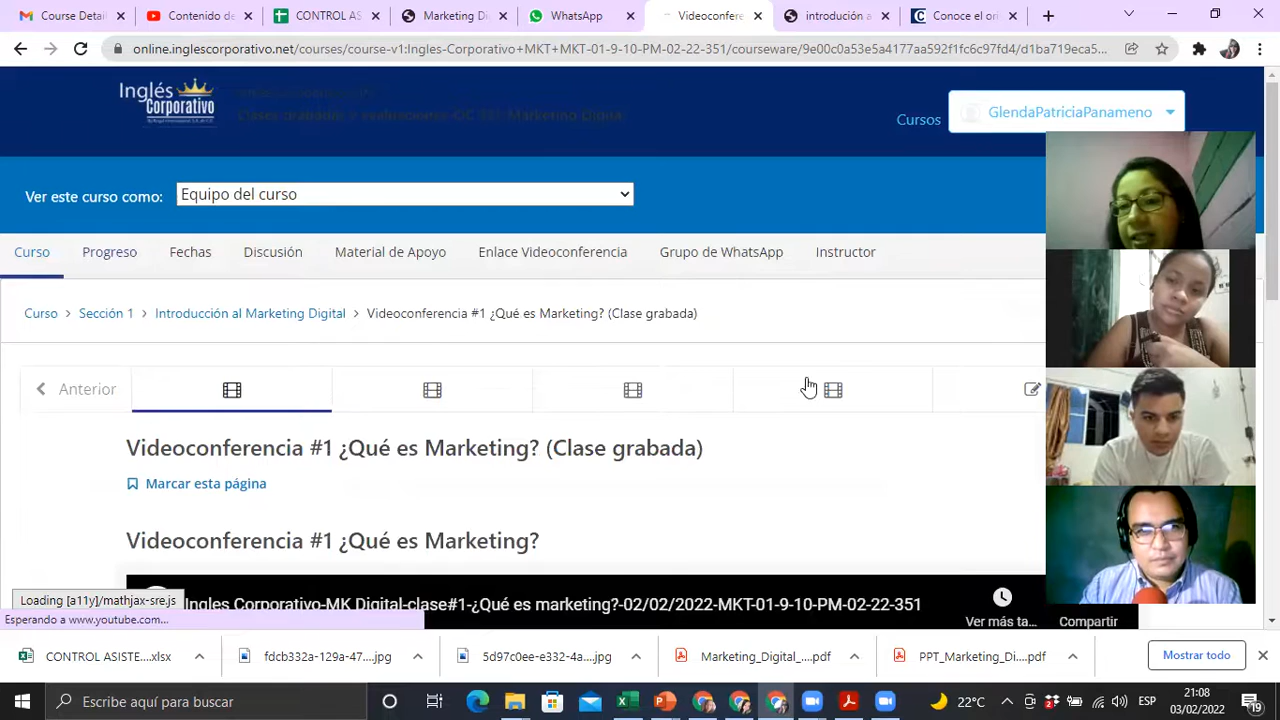 Course Detail
Contenido de
CONTROL AS
Marketing Di
WhatsApp
Videoconfere
introducción a
Conoce el ori
online.inglescorporativo.net/courses/course-v1:Ingles-Corporativo+MKT+MKT-01-9-10-PM-02-22-351/courseware/9e00c0a53e5a4177aa592f1fc6c97fd4/d1ba719eca5...
Inglés
Corporativo
Cursos
GlendaPatriciaPanameno
Ver este curso como:
Equipo del curso
Curso
Progreso
Fechas
Discusión
Material de Apoyo
Enlace Videoconferencia
Grupo de WhatsApp
Instructor
Curso > Sección 1 > Introducción al Marketing Digital > Videoconferencia #1 ¿Qué es Marketing? (Clase grabada)
Anterior
Videoconferencia #1 ¿Qué es Marketing? (Clase grabada)
Marcar esta página
Videoconferencia #1 ¿Qué es Marketing?
Ingles Corporativo-MK Digital-clase#1-¿Qué es marketing?-02/02/2022-MKT-01-9-10-PM-02-22-351
Ver más ta...
Compartir
Loading [a11y]/mathjax-sre.js
Esperando a www.youtube.com...
CONTROL ASISTE....xlsx
fdcb332a-129a-47....jpg
5d97c0ee-e332-4a....jpg
Marketing_Digital_....pdf
PPT_Marketing_Di....pdf
Mostrar todo
Escribe aquí para buscar
22°C
ESP
21:08
03/02/2022
19